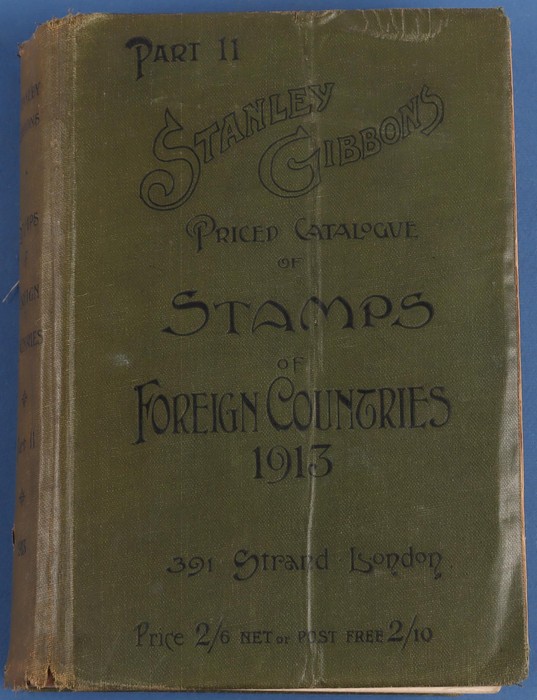 Part II
Stanley
Gibbons
Priced Catalogue
of
Stamps
of
Foreign Countries
1913
391 Strand London
Price 2/6 net or post free 2/10